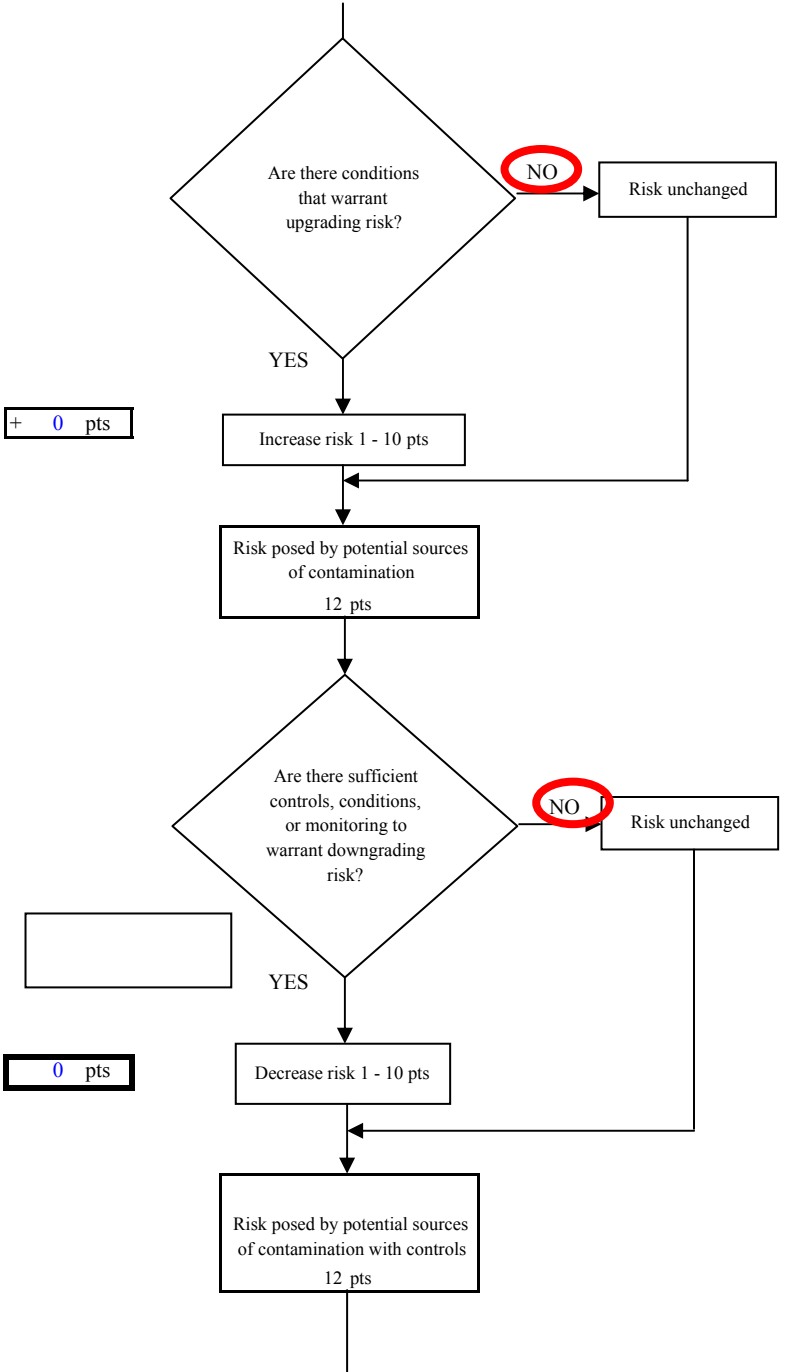 Are there conditions
that warrant
upgrading risk?
NO
Risk unchanged
YES
+ 0 pts
Increase risk 1 - 10 pts
Risk posed by potential sources
of contamination
12 pts
Are there sufficient
controls, conditions,
or monitoring to
warrant downgrading
risk?
NO
Risk unchanged
YES
0 pts
Decrease risk 1 - 10 pts
Risk posed by potential sources
of contamination with controls
12 pts